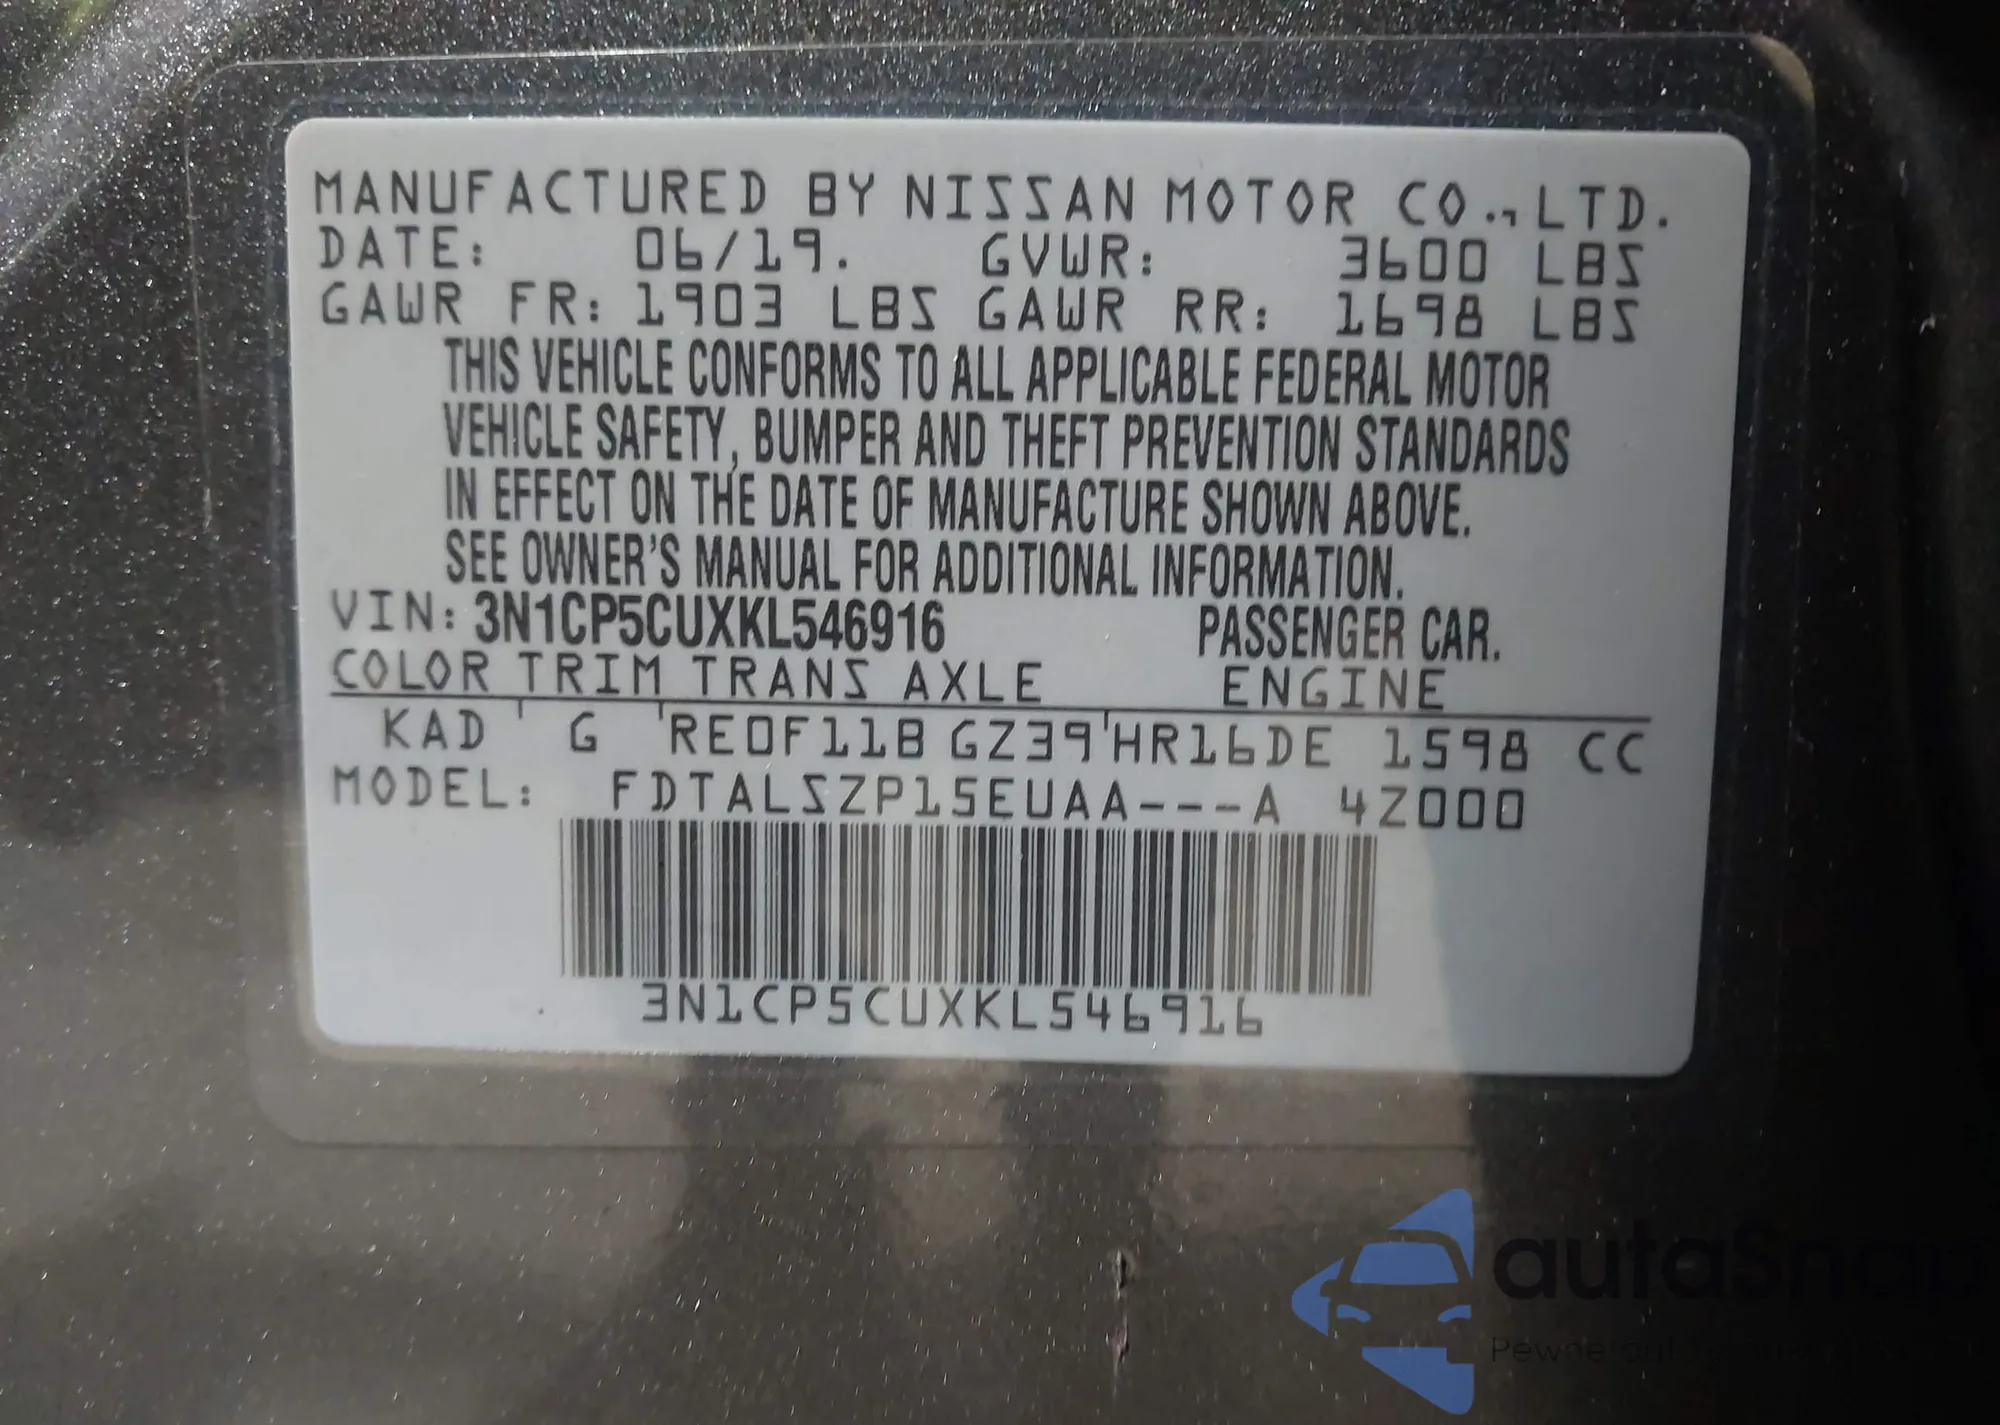 MANUFACTURED BY NISSAN MOTOR CO., LTD.
DATE: 06/19. GVWR: 3600 LBS
GAWR FR: 1903 LBS GAWR RR: 1698 LBS
THIS VEHICLE CONFORMS TO ALL APPLICABLE FEDERAL MOTOR
VEHICLE SAFETY, BUMPER AND THEFT PREVENTION STANDARDS
IN EFFECT ON THE DATE OF MANUFACTURE SHOWN ABOVE.
SEE OWNER'S MANUAL FOR ADDITIONAL INFORMATION.
VIN: 3N1CP5CUXKL546916 PASSENGER CAR.
COLOR TRIM TRANS AXLE ENGINE
KAD G RE0F11B GZ39 HR16DE 1598 CC
MODEL: FDTALSZP15EUAA---A 4Z000
3N1CP5CUXKL546916
autaSnap
Pewne